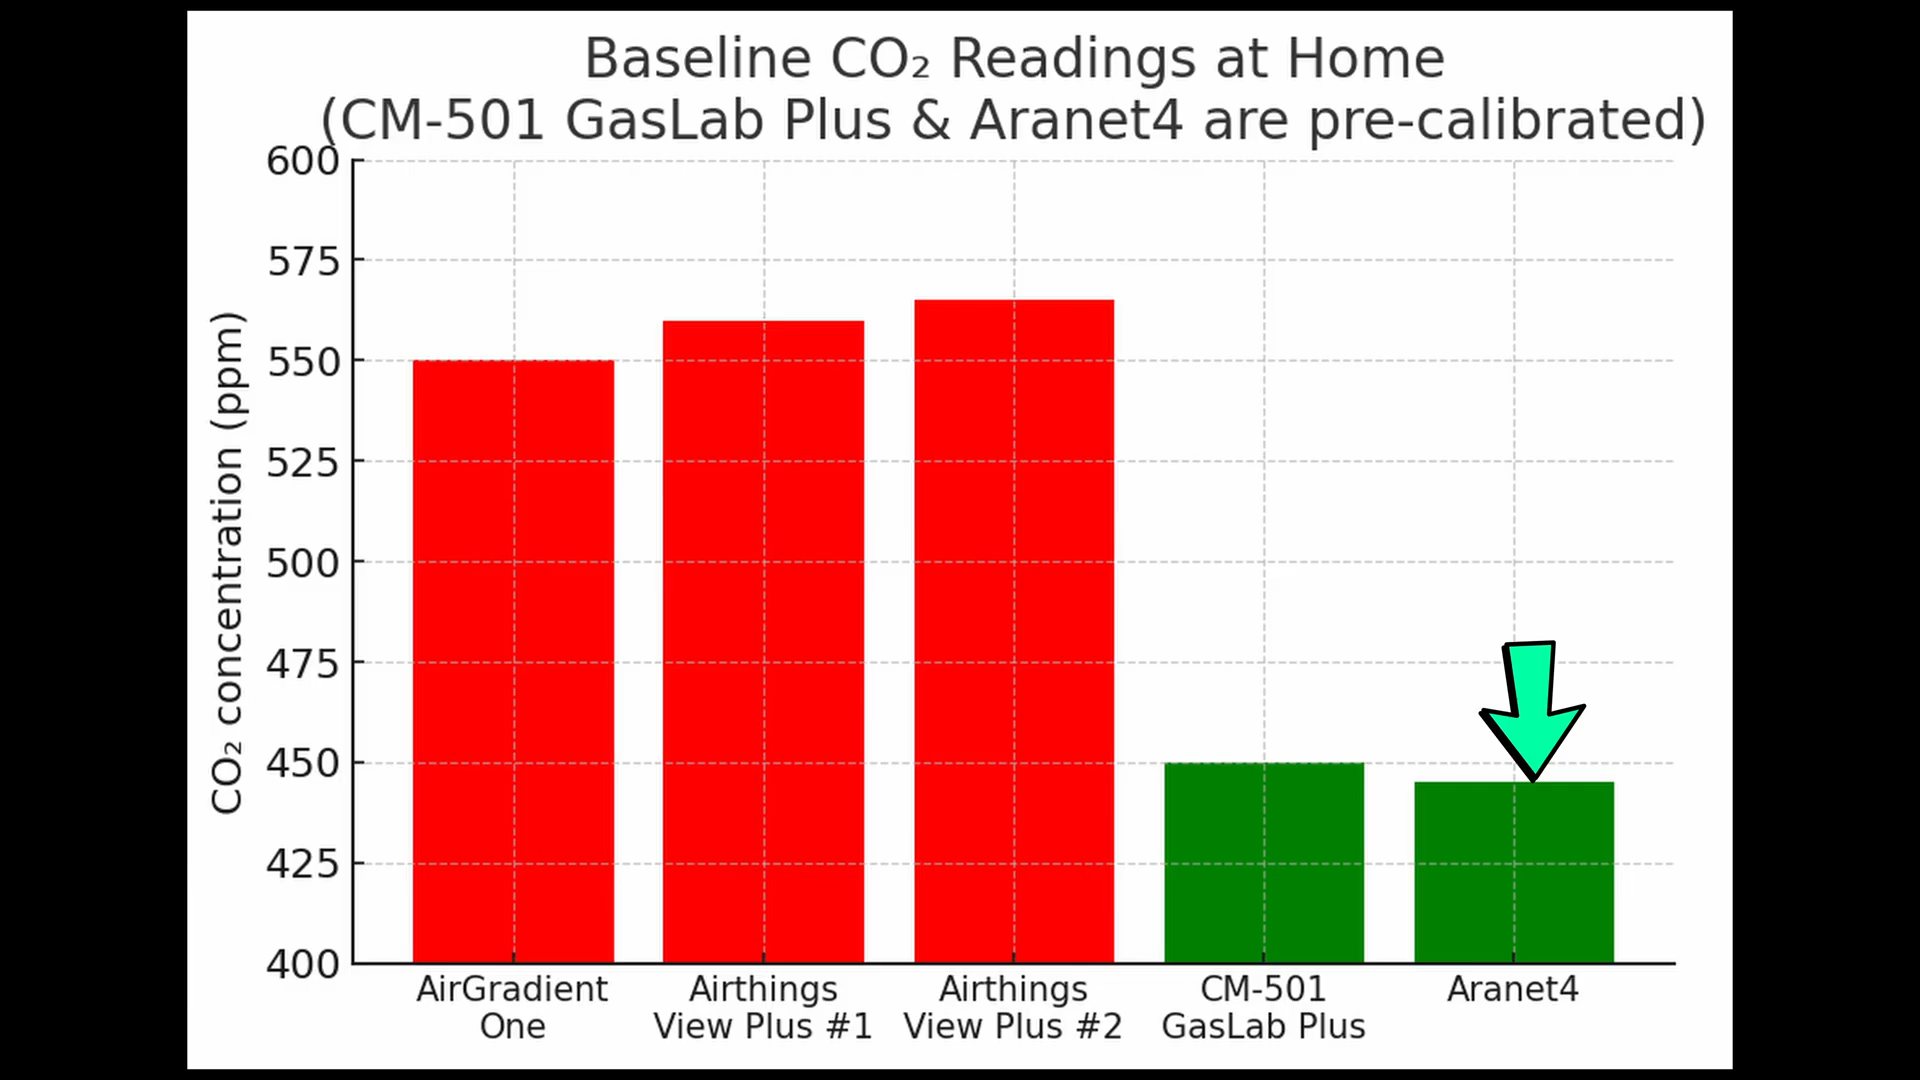 Baseline CO₂ Readings at Home
(CM-501 GasLab Plus & Aranet4 are pre-calibrated)
CO₂ concentration (ppm)
600
575
550
525
500
475
450
425
400
AirGradient
One
Airthings
View Plus #1
Airthings
View Plus #2
CM-501
GasLab Plus
Aranet4